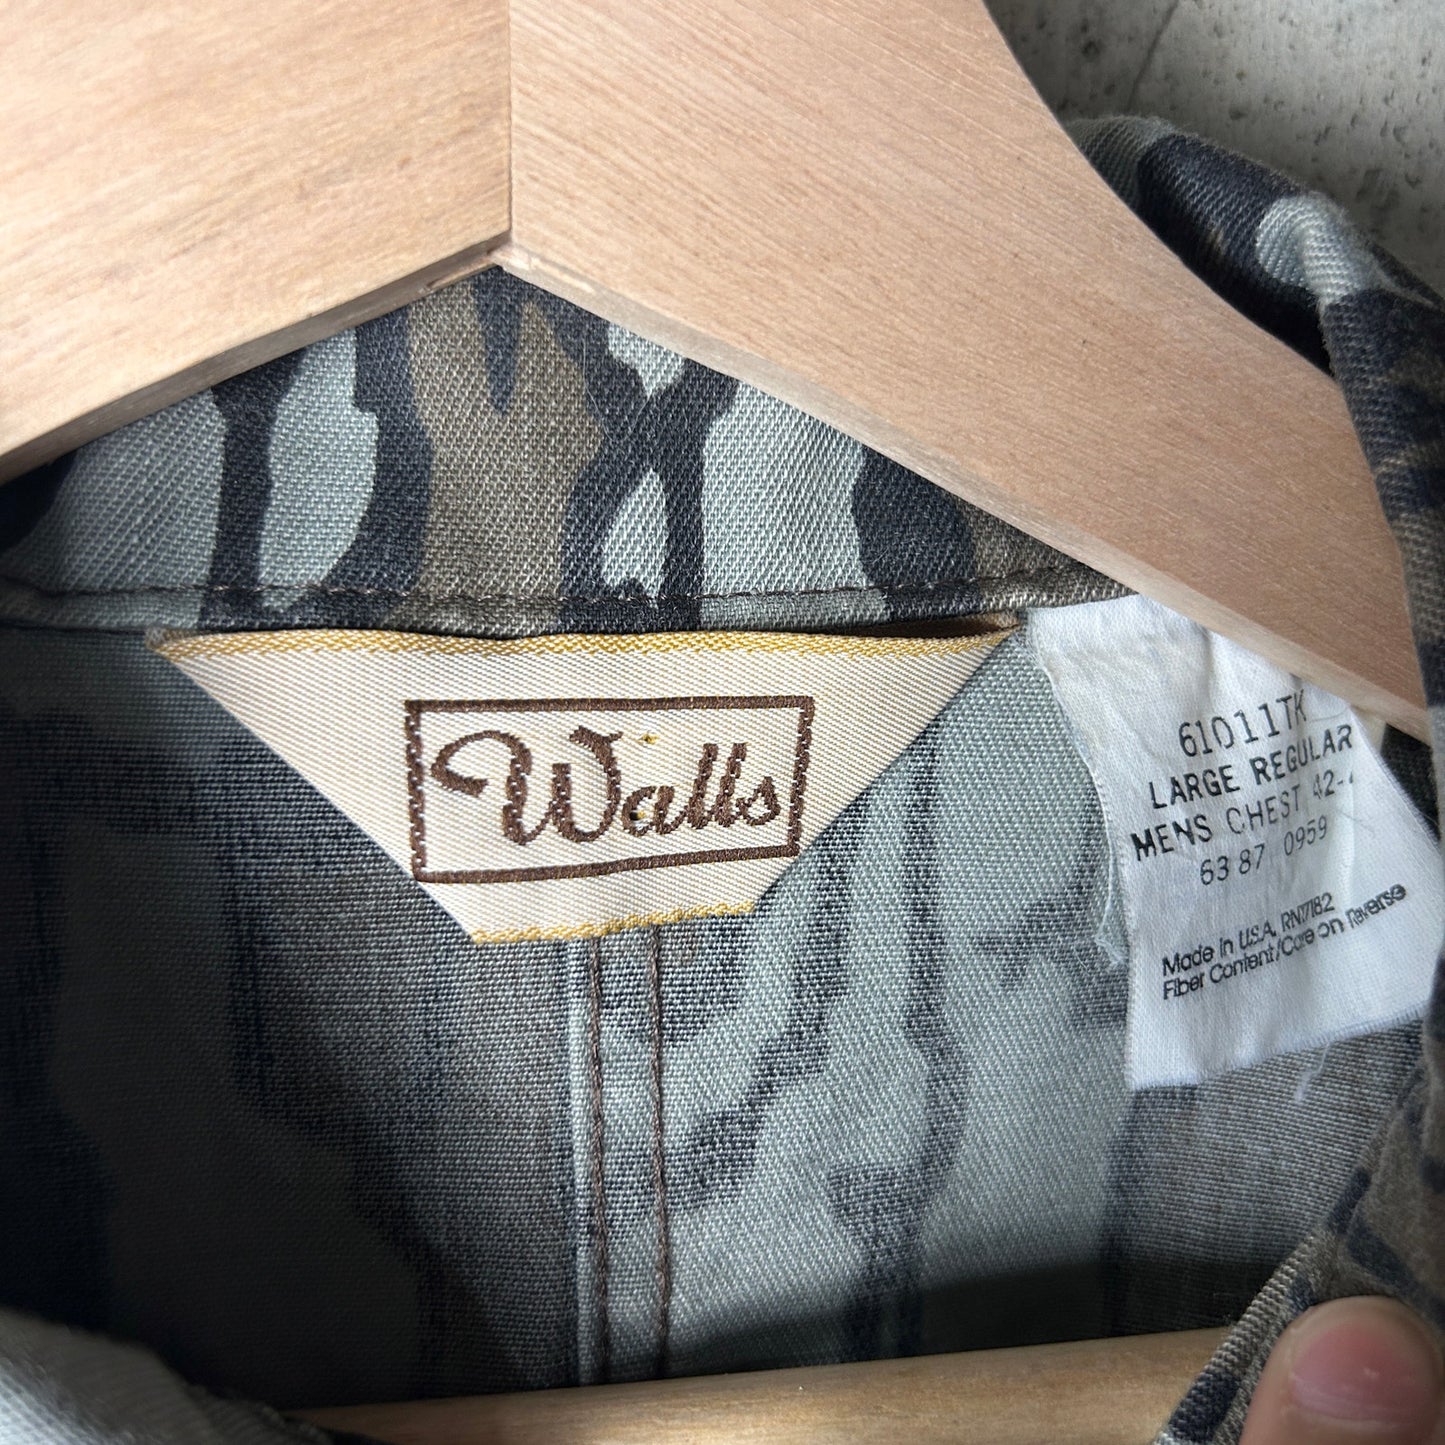 Walls
61011TK
LARGE REGULAR
MENS CHEST 42-
63 87 0959
Made in U.S.A. RN17182
Fiber Content/Care on Reverse